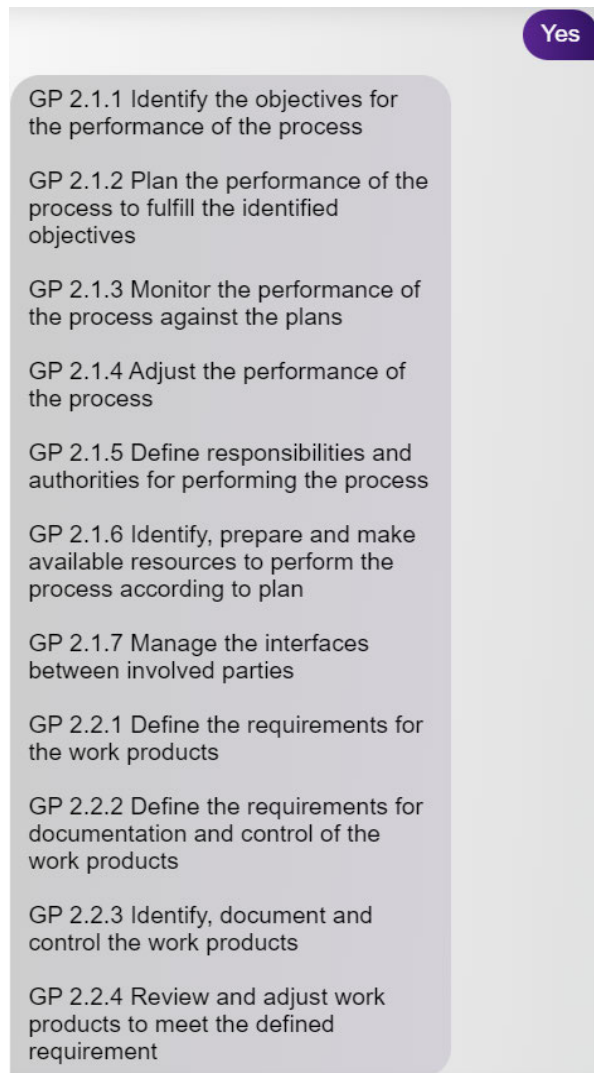 Yes
GP 2.1.1 Identify the objectives for
the performance of the process
GP 2.1.2 Plan the performance of the
process to fulfill the identified
objectives
GP 2.1.3 Monitor the performance of
the process against the plans
GP 2.1.4 Adjust the performance of
the process
GP 2.1.5 Define responsibilities and
authorities for performing the process
GP 2.1.6 Identify, prepare and make
available resources to perform the
process according to plan
GP 2.1.7 Manage the interfaces
between involved parties
GP 2.2.1 Define the requirements for
the work products
GP 2.2.2 Define the requirements for
documentation and control of the
work products
GP 2.2.3 Identify, document and
control the work products
GP 2.2.4 Review and adjust work
products to meet the defined
requirement